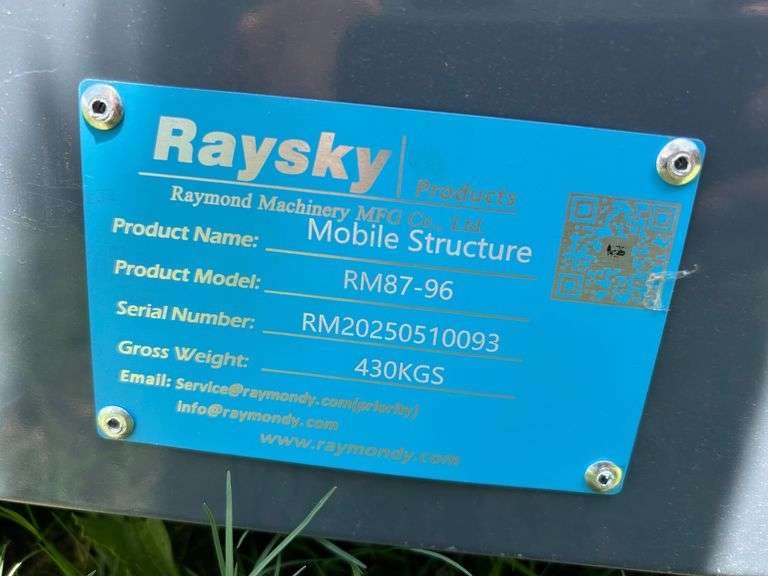 Raysky | Products
Raymond Machinery MFG Co., Ltd
Product Name: Mobile Structure
Product Model: RM87-96
Serial Number: RM20250510093
Gross Weight: 430KGS
Email: Service@raymondy.com(priority)
info@raymondy.com
www.raymondy.com